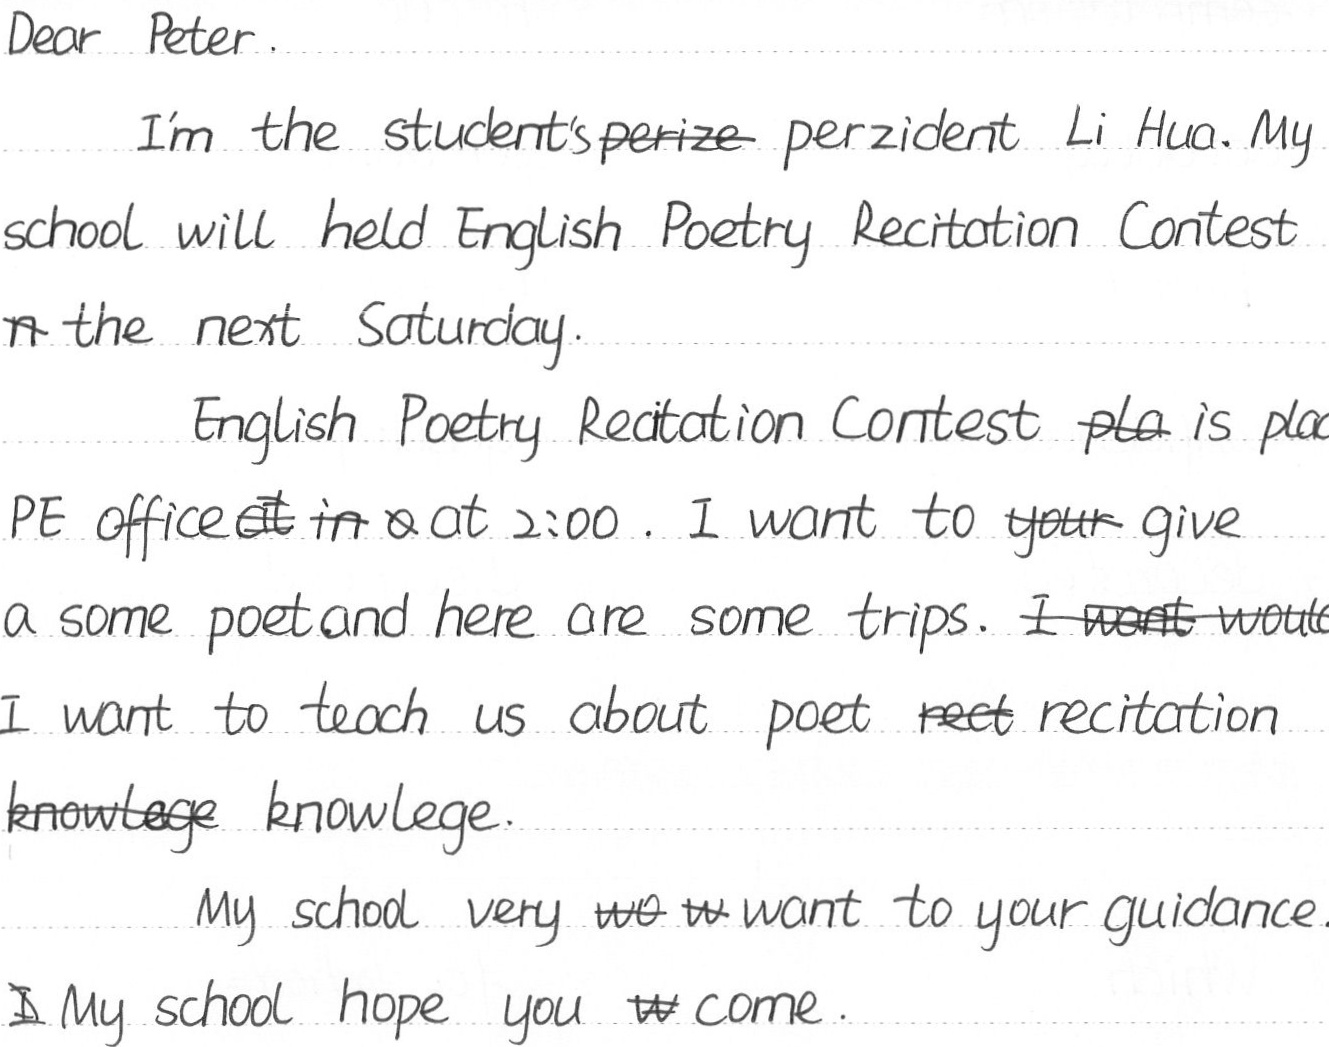 Dear Peter.
I'm the student's perize perzident Li Hua. My
school will held English Poetry Recitation Contest
the next Saturday.
English Poetry Recitation Contest pla is plac
PE office at in at 2:00. I want to your give
a some poet and here are some trips. I want would
I want to teach us about poet rect recitation
knowlege knowlege.
My school very wo w want to your guidance.
I My school hope you w come.